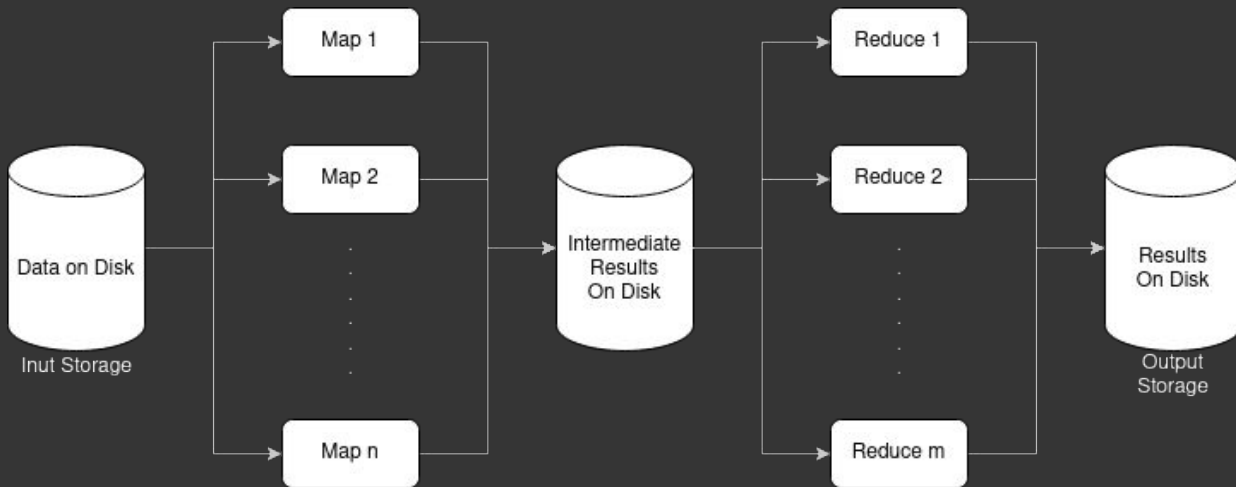 Map 1
Reduce 1
Map 2
Reduce 2
Data on Disk
Intermediate
Results
On Disk
Results
On Disk
Inut Storage
Output
Storage
Map n
Reduce m